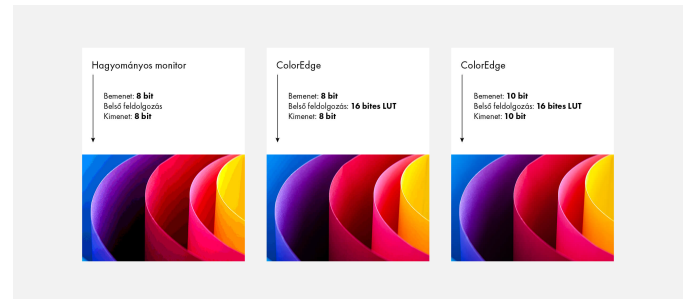 Hagyományos monitor
Bemenet: 8 bit
Belső feldolgozás
Kimenet: 8 bit
ColorEdge
Bemenet: 8 bit
Belső feldolgozás: 16 bites LUT
Kimenet: 8 bit
ColorEdge
Bemenet: 10 bit
Belső feldolgozás: 16 bites LUT
Kimenet: 10 bit